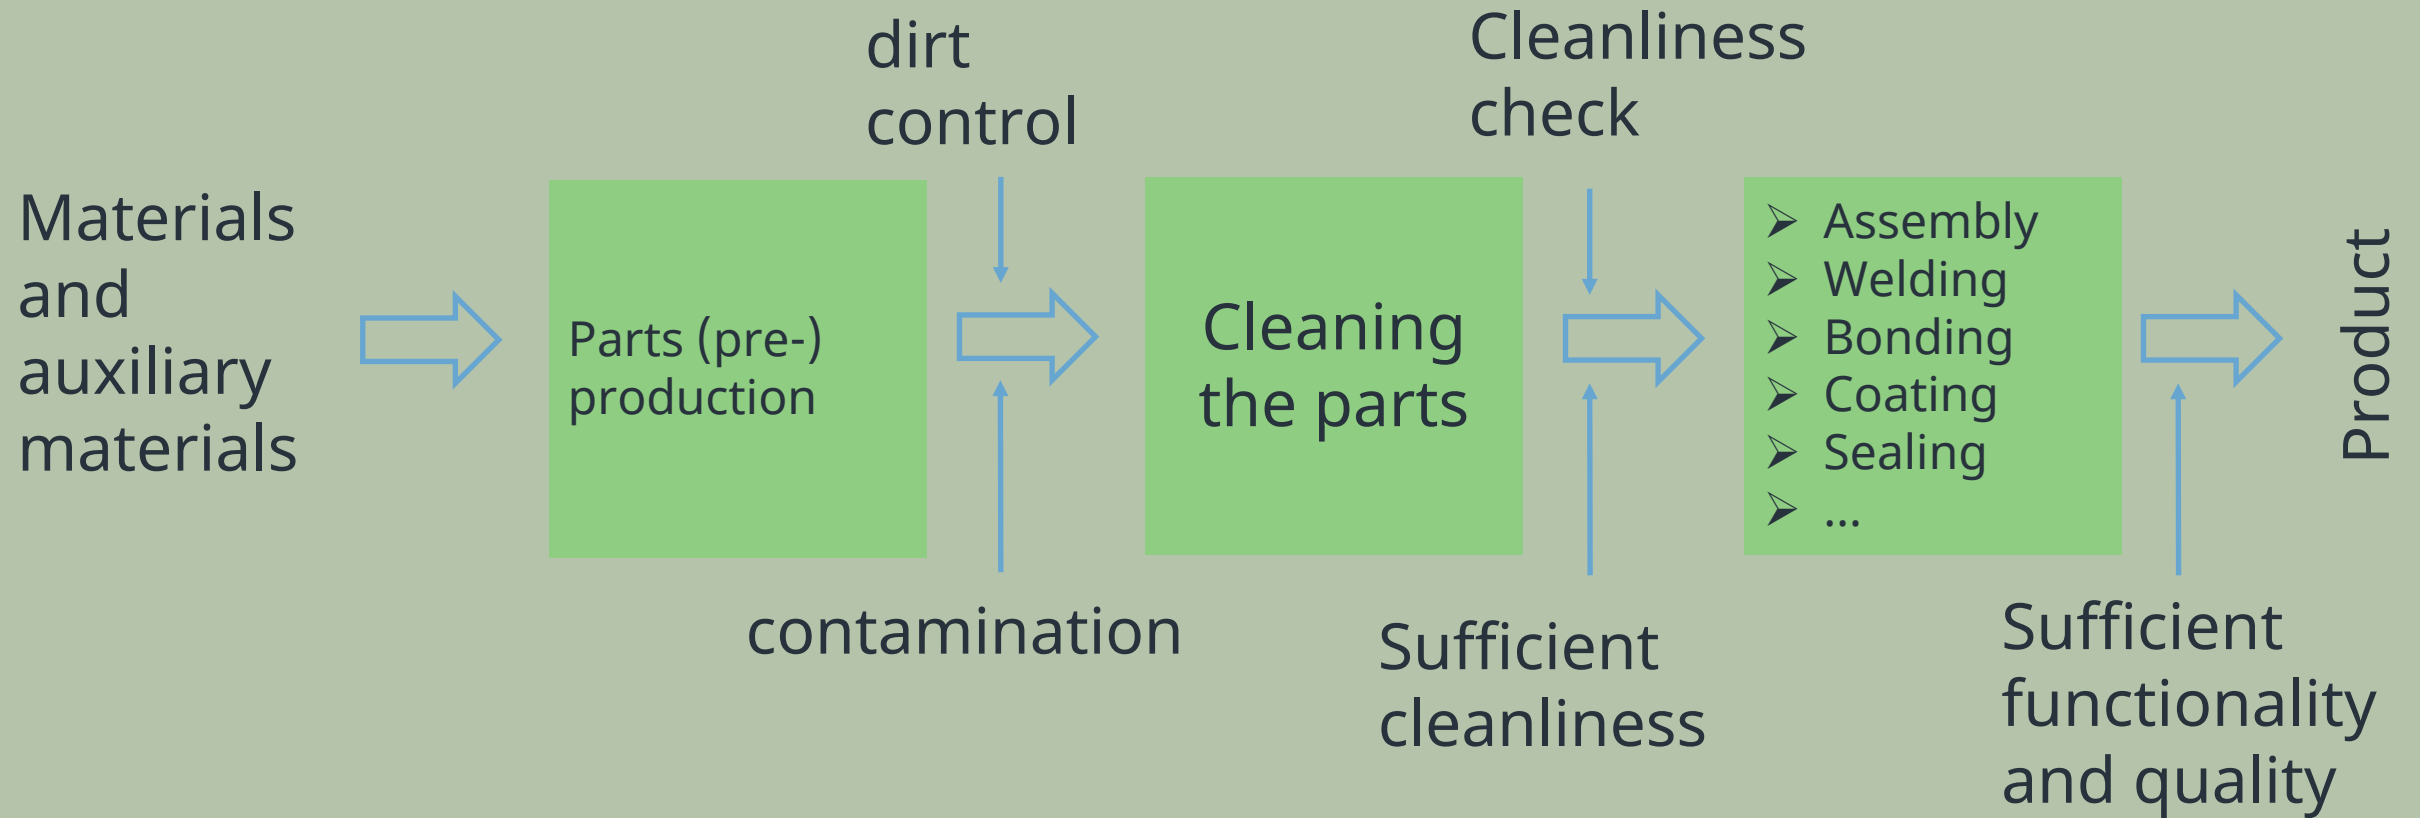 Materials
and
auxiliary
materials
Parts (pre-)
production
dirt
control
contamination
Cleaning
the parts
Cleanliness
check
Sufficient
cleanliness
➢ Assembly
➢ Welding
➢ Bonding
➢ Coating
➢ Sealing
➢ ...
Sufficient
functionality
and quality
Product